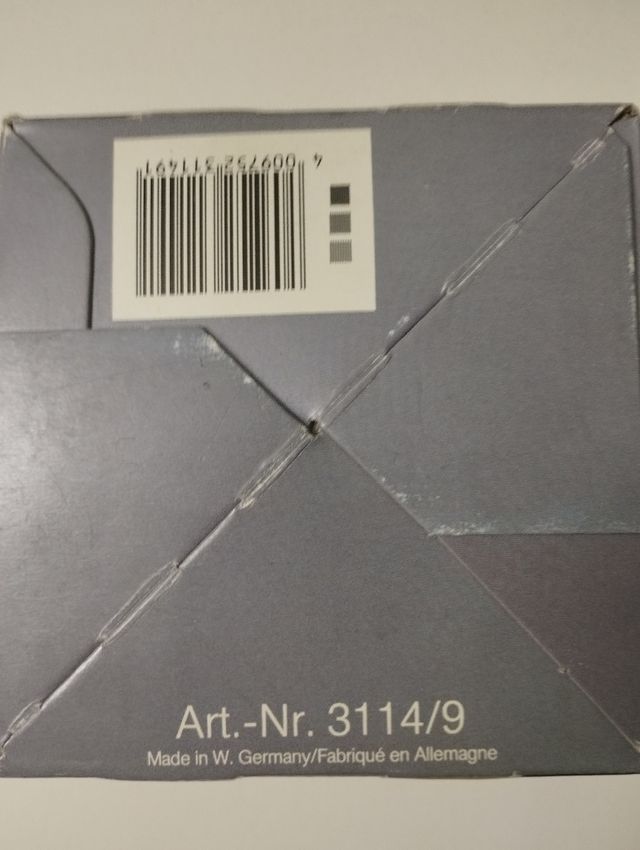 4 009752 311491
Art.-Nr. 3114/9
Made in W. Germany/Fabriqué en Allemagne